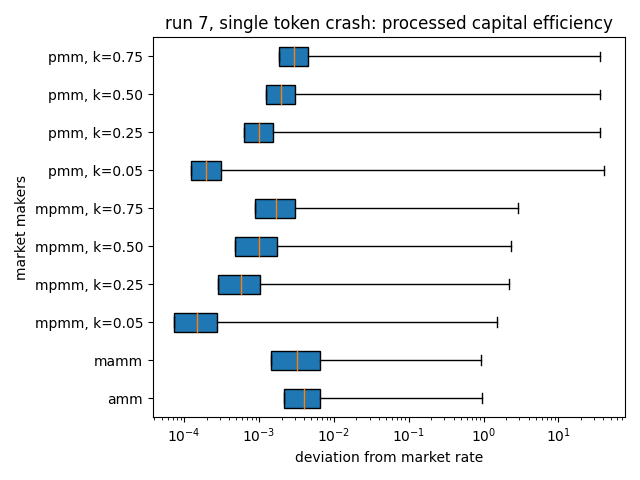 run 7, single token crash: processed capital efficiency
pmm, k=0.75
pmm, k=0.50
pmm, k=0.25
pmm, k=0.05
mpmm, k=0.75
mpmm, k=0.50
mpmm, k=0.25
mpmm, k=0.05
mamm
amm
market makers
10⁻⁴ 10⁻³ 10⁻² 10⁻¹ 10⁰ 10¹
deviation from market rate